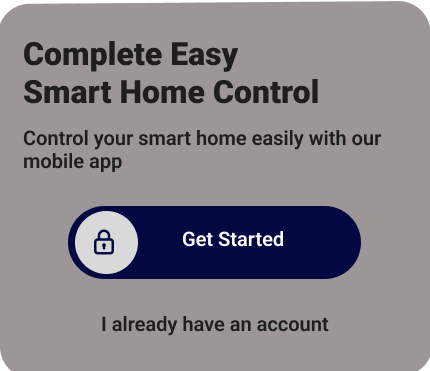 Complete Easy
Smart Home Control
Control your smart home easily with our
mobile app
Get Started
I already have an account